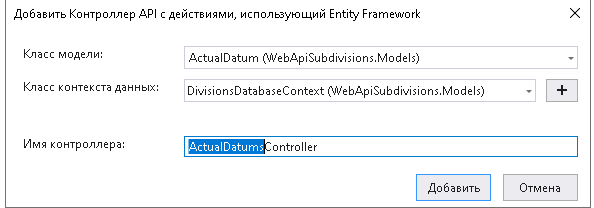 Добавить Контроллер API с действиями, использующий Entity Framework
Класс модели: ActualDatum (WebApiSubdivisions.Models)
Класс контекста данных: DivisionsDatabaseContext (WebApiSubdivisions.Models)
Имя контроллера: ActualDatumsController
Добавить Отмена